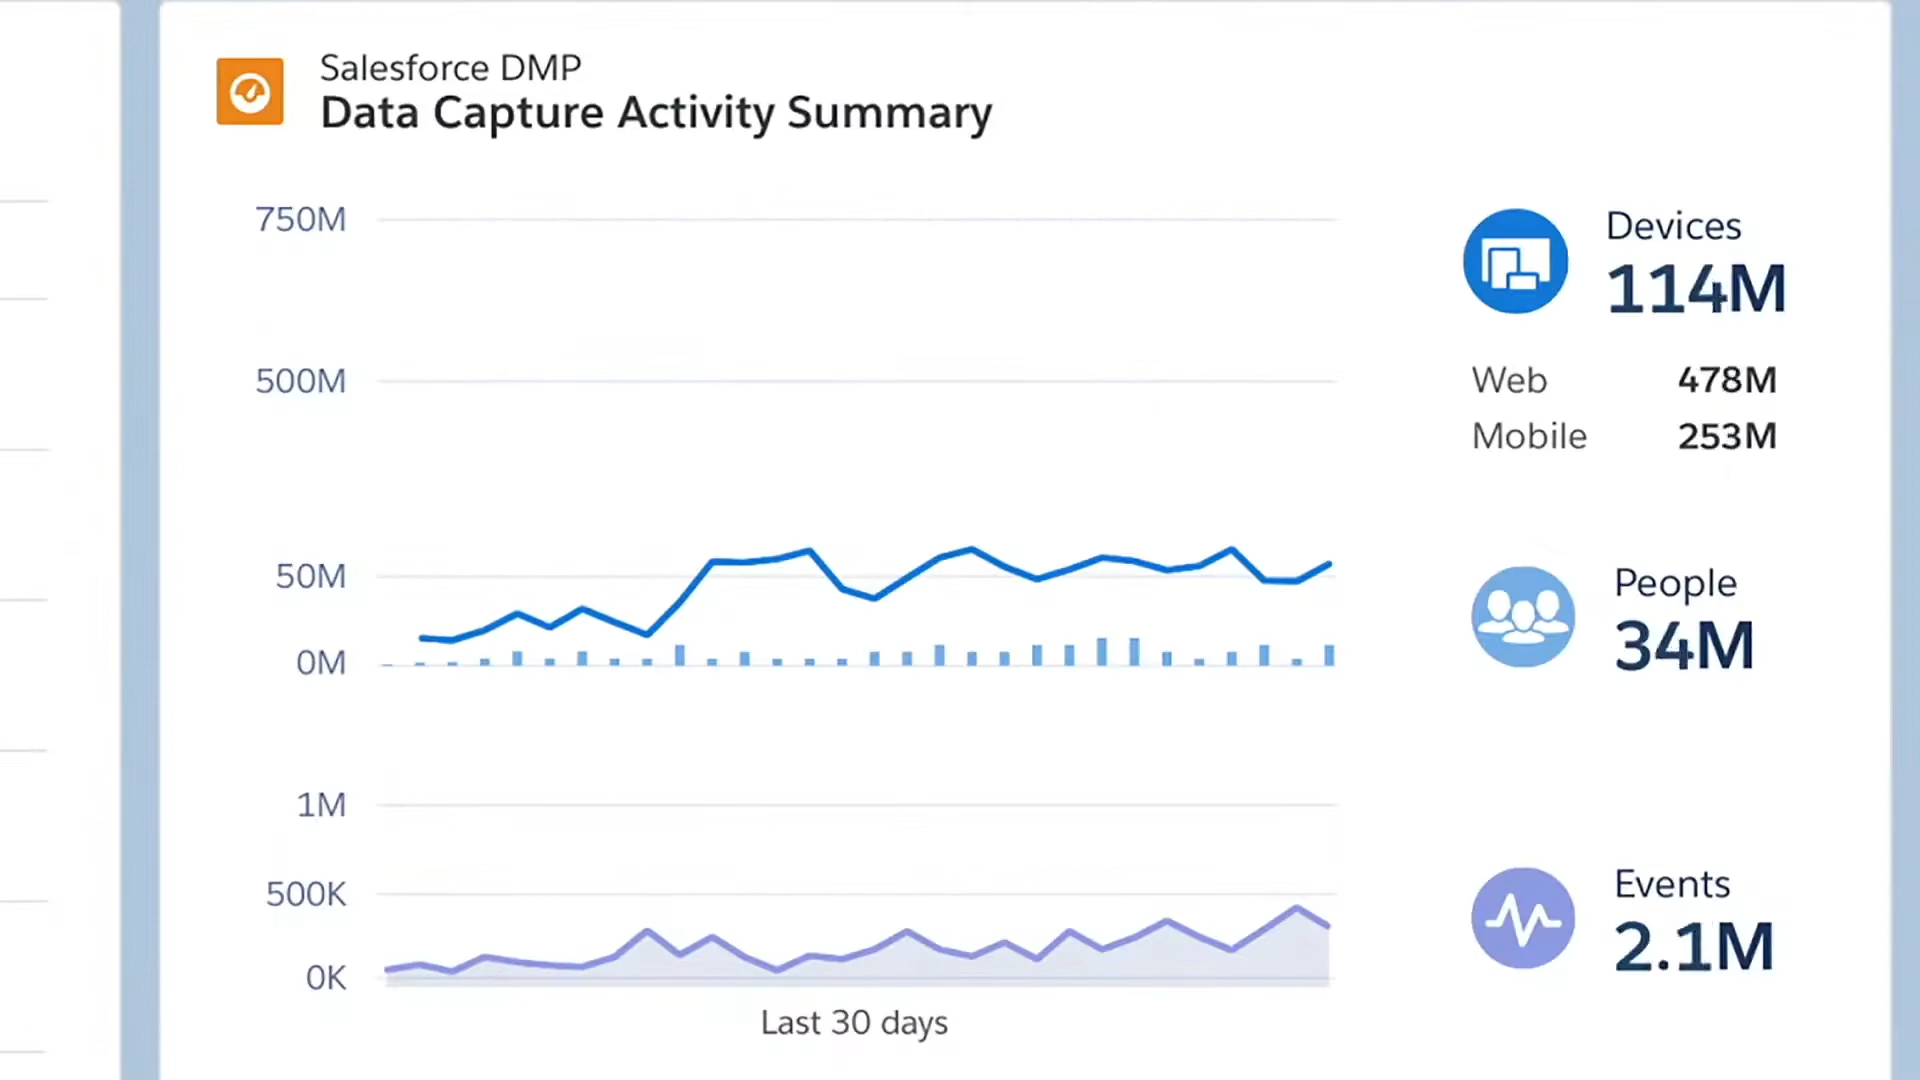 Salesforce DMP
Data Capture Activity Summary
750M
500M
50M
0M
1M
500K
0K
Last 30 days
Devices
114M
Web 478M
Mobile 253M
People
34M
Events
2.1M